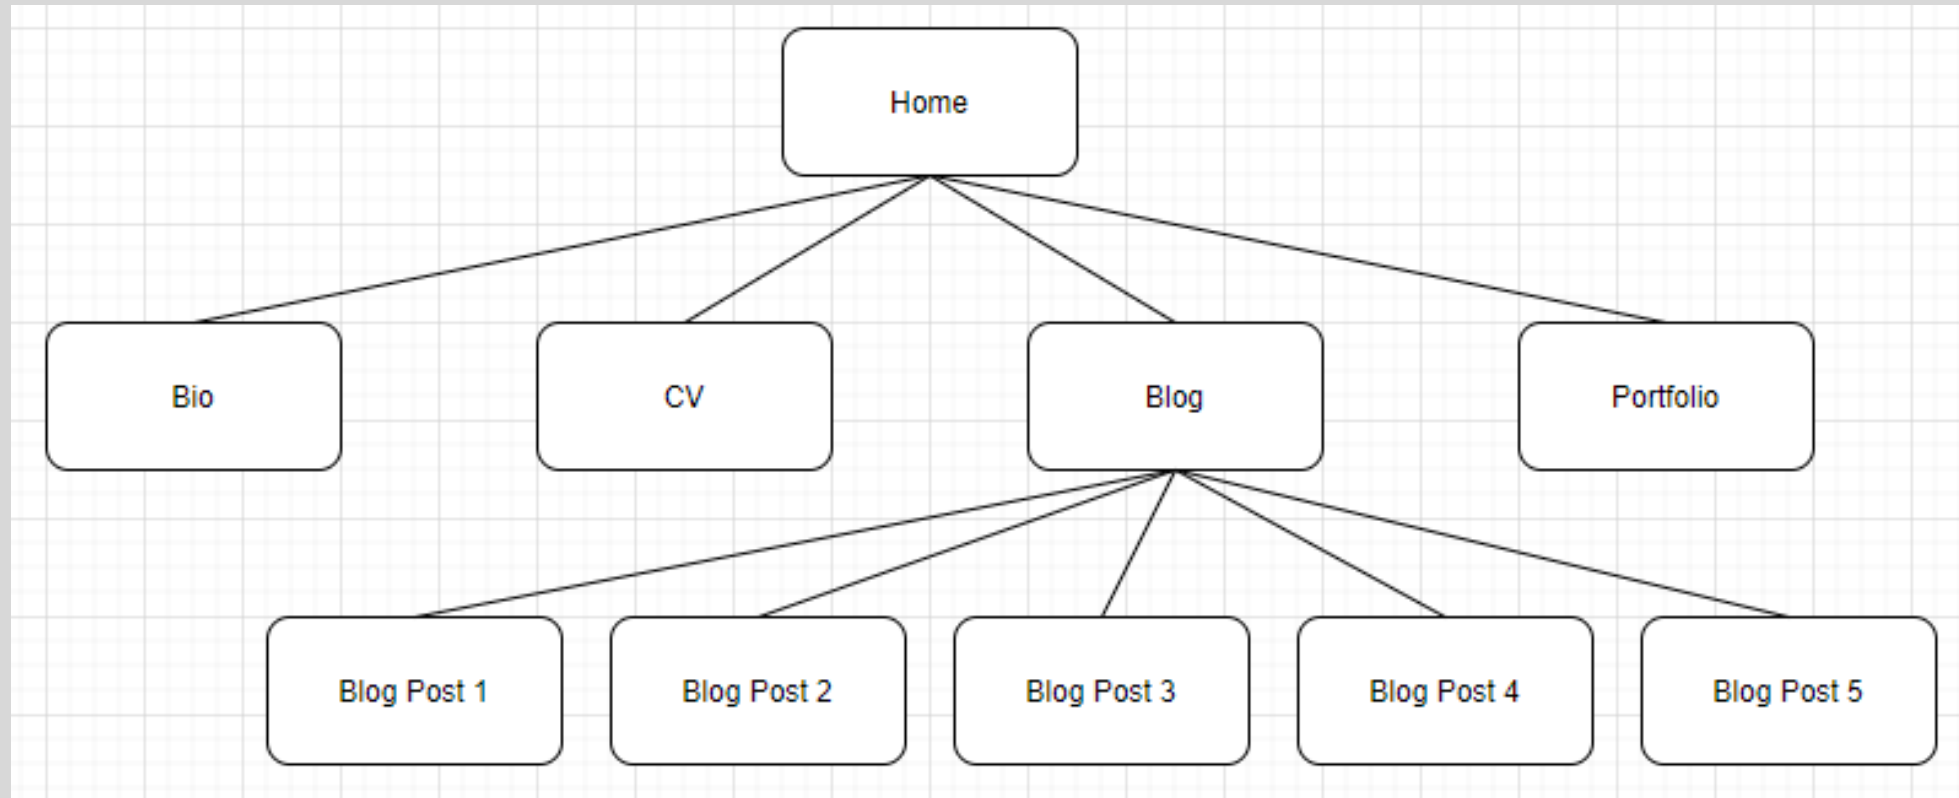 Home
Bio
CV
Blog
Portfolio
Blog Post 1
Blog Post 2
Blog Post 3
Blog Post 4
Blog Post 5